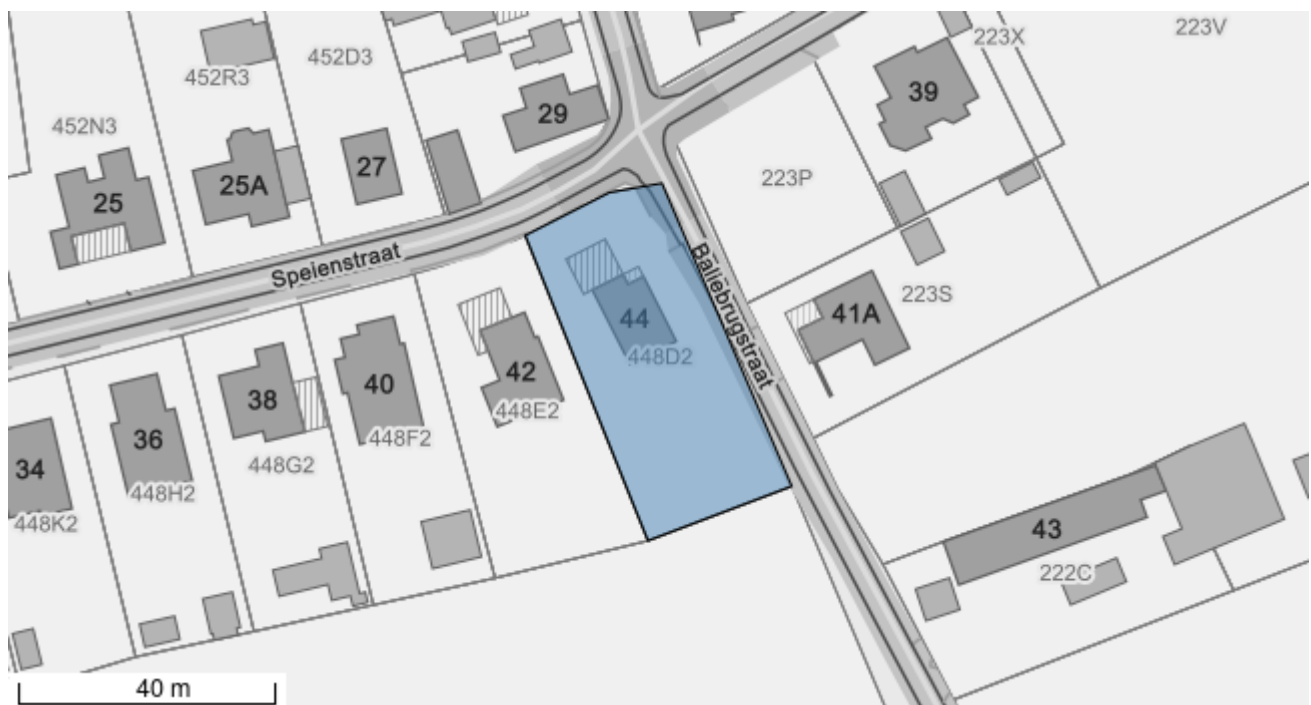 223X
223V
452D3
452R3
39
29
452N3
27
223P
25A
25
Speienstraat
Baliebrugstraat
223S
41A
44
448D2
42
40
38
448E2
36
448F2
34
448G2
448H2
448K2
43
222C
40 m